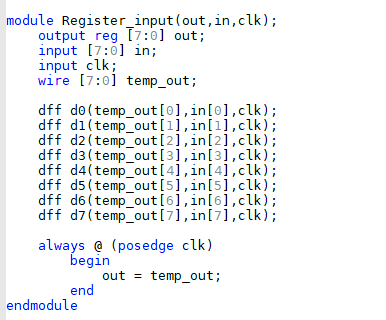 module Register_input(out,in,clk);
    output reg [7:0] out;
    input [7:0] in;
    input clk;
    wire [7:0] temp_out;

    dff d0(temp_out[0],in[0],clk);
    dff d1(temp_out[1],in[1],clk);
    dff d2(temp_out[2],in[2],clk);
    dff d3(temp_out[3],in[3],clk);
    dff d4(temp_out[4],in[4],clk);
    dff d5(temp_out[5],in[5],clk);
    dff d6(temp_out[6],in[6],clk);
    dff d7(temp_out[7],in[7],clk);

    always @ (posedge clk)
        begin
            out = temp_out;
        end
endmodule